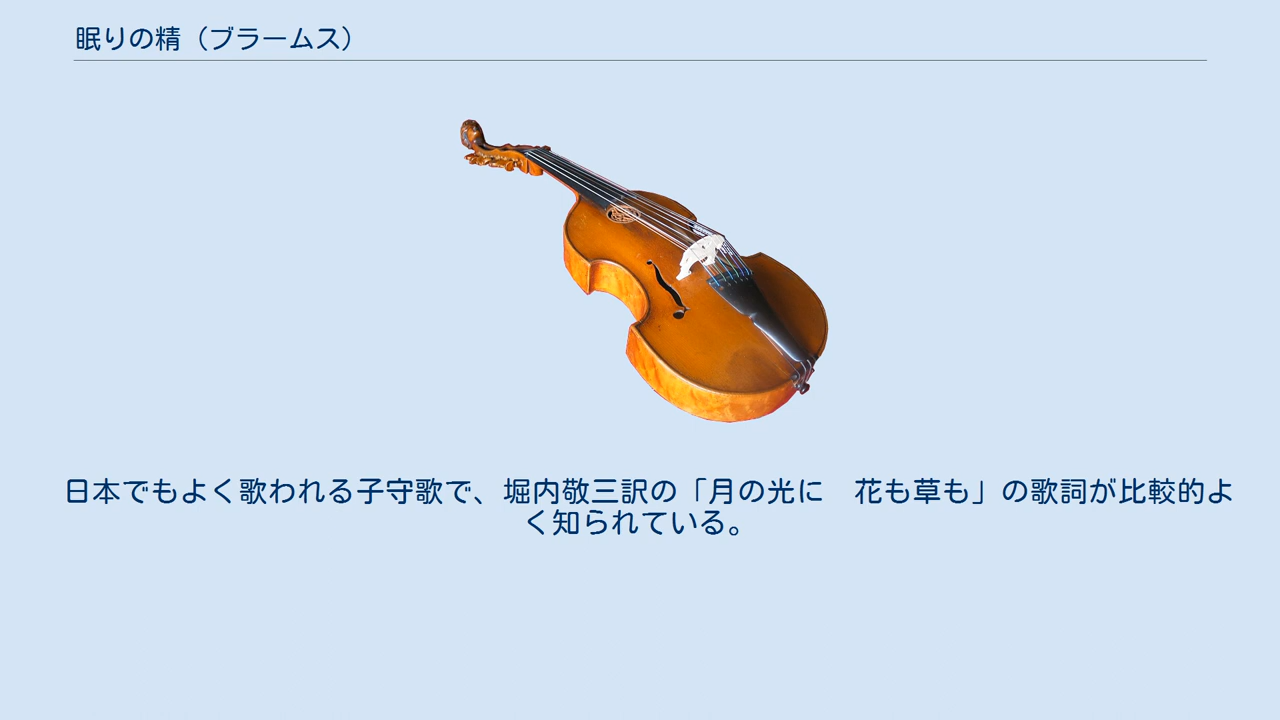 眠りの精（ブラームス）
日本でもよく歌われる子守歌で、堀内敬三訳の「月の光に　花も草も」の歌詞が比較的よ
く知られている。